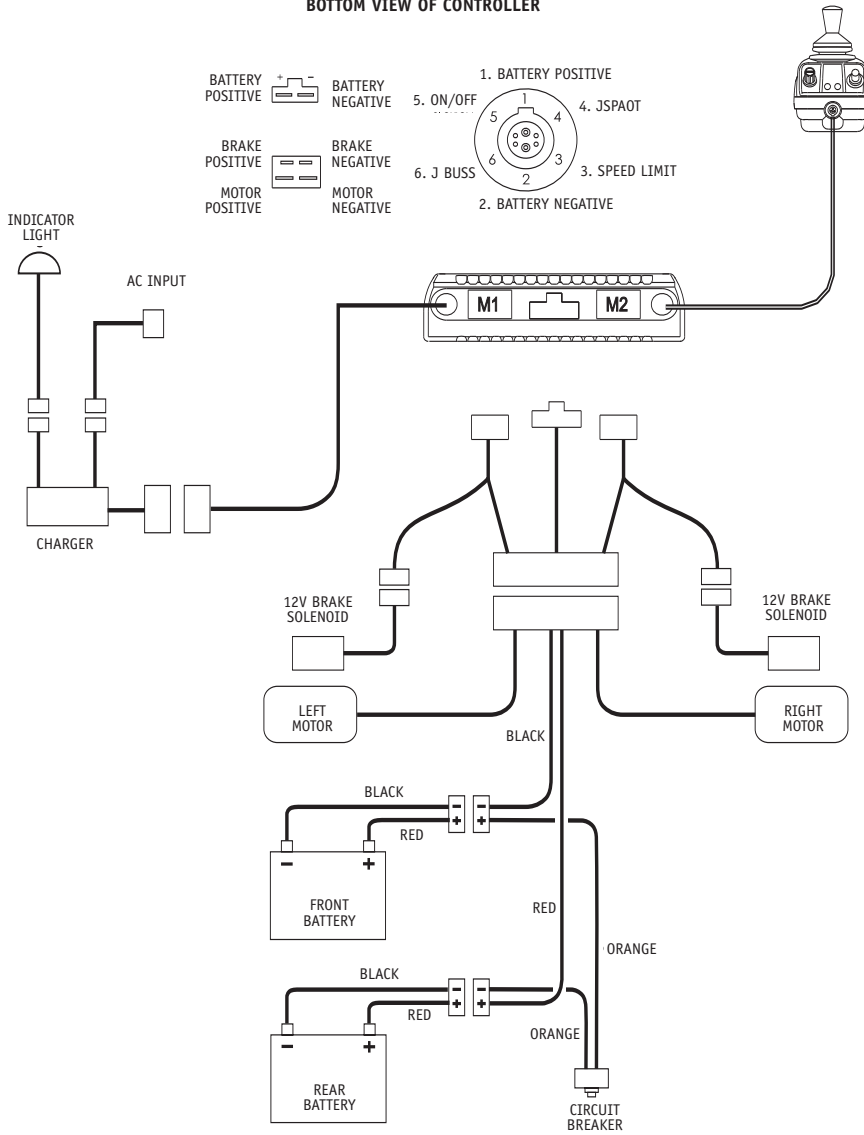 BOTTOM VIEW OF CONTROLLER
BATTERY
POSITIVE
+ -
BATTERY
NEGATIVE
BRAKE
POSITIVE
BRAKE
NEGATIVE
MOTOR
POSITIVE
MOTOR
NEGATIVE
1. BATTERY POSITIVE
5. ON/OFF
4. JSPAOT
6. J BUSS
3. SPEED LIMIT
2. BATTERY NEGATIVE
1
5
4
6
3
2
INDICATOR
LIGHT
AC INPUT
M1
M2
CHARGER
12V BRAKE
SOLENOID
12V BRAKE
SOLENOID
LEFT
MOTOR
RIGHT
MOTOR
BLACK
BLACK
- -
+ +
RED
- +
FRONT
BATTERY
RED
ORANGE
BLACK
- -
+ +
RED
ORANGE
- +
REAR
BATTERY
CIRCUIT
BREAKER